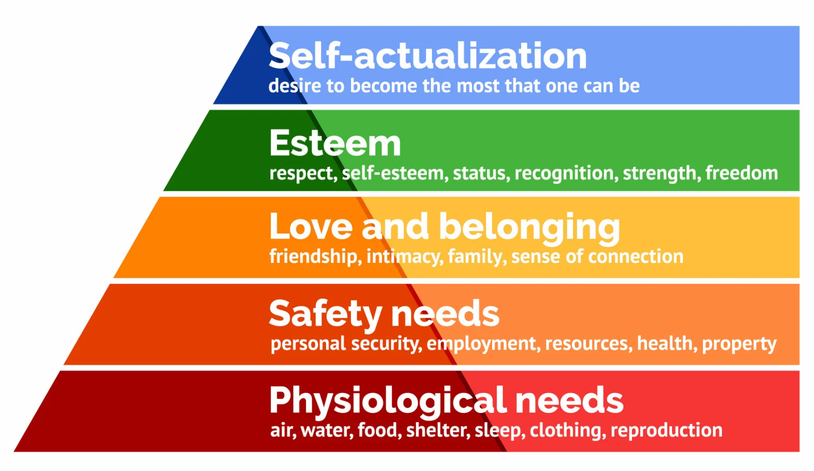 Self-actualization
desire to become the most that one can be
Esteem
respect, self-esteem, status, recognition, strength, freedom
Love and belonging
friendship, intimacy, family, sense of connection
Safety needs
personal security, employment, resources, health, property
Physiological needs
air, water, food, shelter, sleep, clothing, reproduction